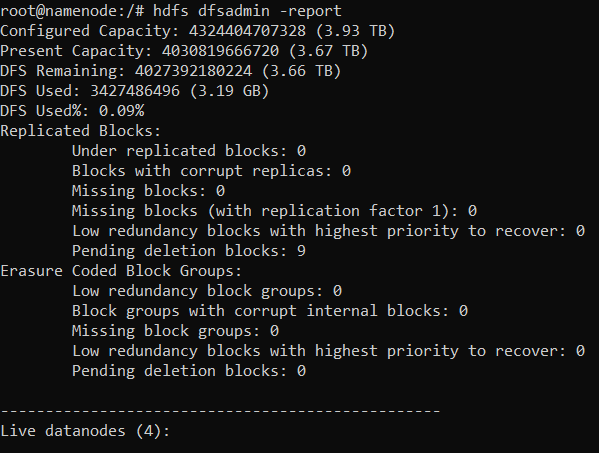 root@namenode:/# hdfs dfsadmin -report
Configured Capacity: 4324404707328 (3.93 TB)
Present Capacity: 4030819666720 (3.67 TB)
DFS Remaining: 4027392180224 (3.66 TB)
DFS Used: 3427486496 (3.19 GB)
DFS Used%: 0.09%
Replicated Blocks:
        Under replicated blocks: 0
        Blocks with corrupt replicas: 0
        Missing blocks: 0
        Missing blocks (with replication factor 1): 0
        Low redundancy blocks with highest priority to recover: 0
        Pending deletion blocks: 9
Erasure Coded Block Groups:
        Low redundancy block groups: 0
        Block groups with corrupt internal blocks: 0
        Missing block groups: 0
        Low redundancy blocks with highest priority to recover: 0
        Pending deletion blocks: 0

-------------------------------------------------
Live datanodes (4):